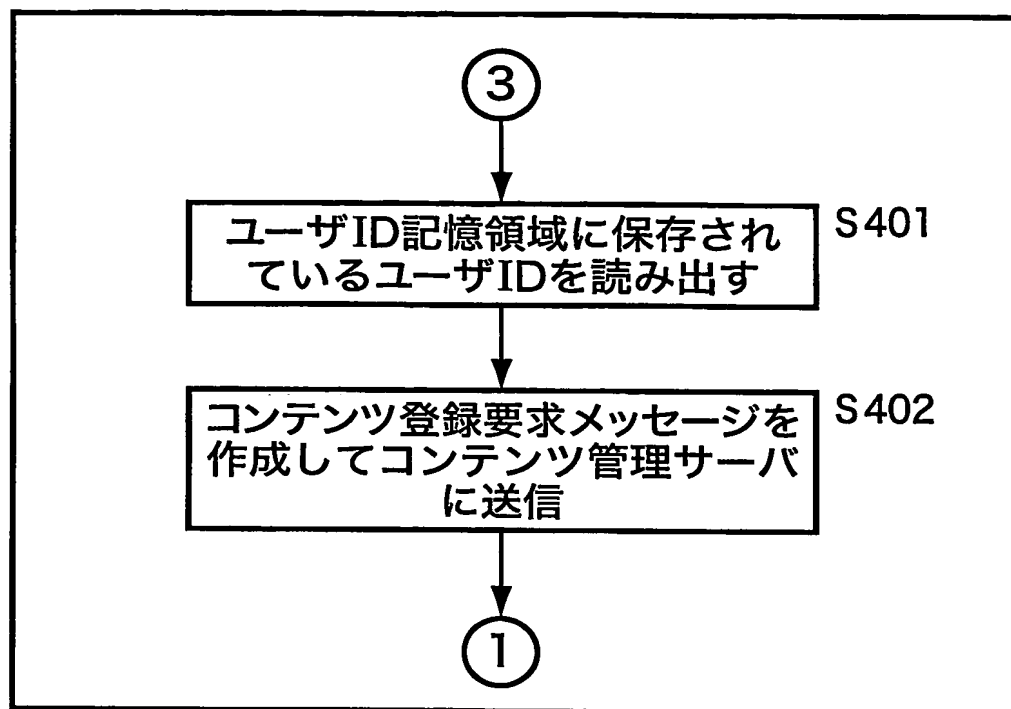 3
ユーザID記憶領域に保存され
ているユーザIDを読み出す
S401
コンテンツ登録要求メッセージを
作成してコンテンツ管理サーバ
に送信
S402
1